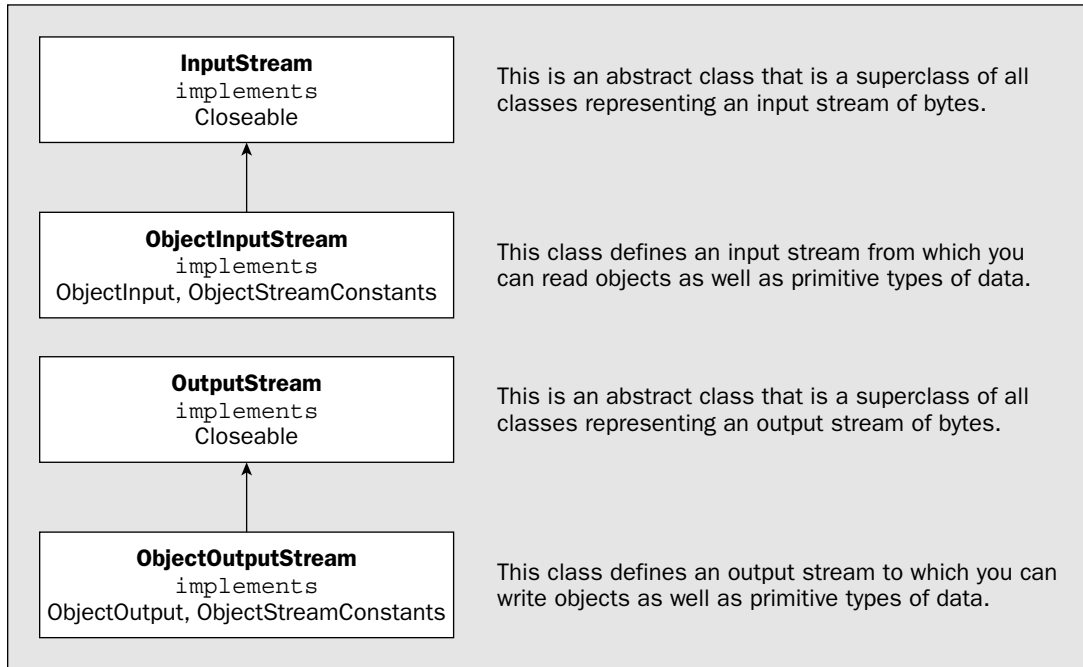 InputStream
implements
Closeable
This is an abstract class that is a superclass of all
classes representing an input stream of bytes.
ObjectInputStream
implements
ObjectInput, ObjectStreamConstants
This class defines an input stream from which you
can read objects as well as primitive types of data.
OutputStream
implements
Closeable
This is an abstract class that is a superclass of all
classes representing an output stream of bytes.
ObjectOutputStream
implements
ObjectOutput, ObjectStreamConstants
This class defines an output stream to which you can
write objects as well as primitive types of data.